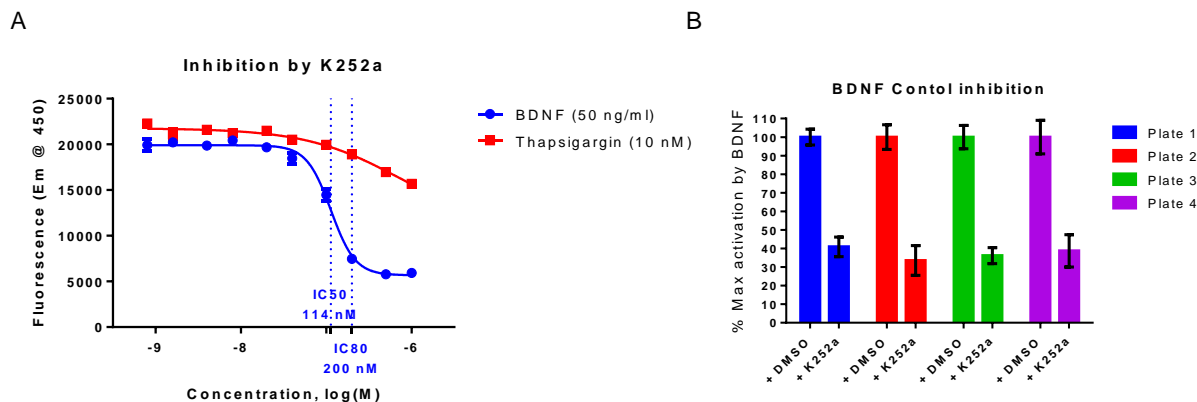 A
Inhibition by K252a
Fluorescence (Em @ 450)
25000
20000
15000
10000
5000
0
-9
-8
-6
IC50
114 nM
IC80
200 nM
Concentration, log(M)
BDNF (50 ng/ml)
Thapsigargin (10 nM)
B
BDNF Contol inhibition
% Max activation by BDNF
110
100
90
80
70
60
50
40
30
20
10
0
+ DMSO
+ K252a
+ DMSO
+ K252a
+ DMSO
+ K252a
+ DMSO
+ K252a
Plate 1
Plate 2
Plate 3
Plate 4